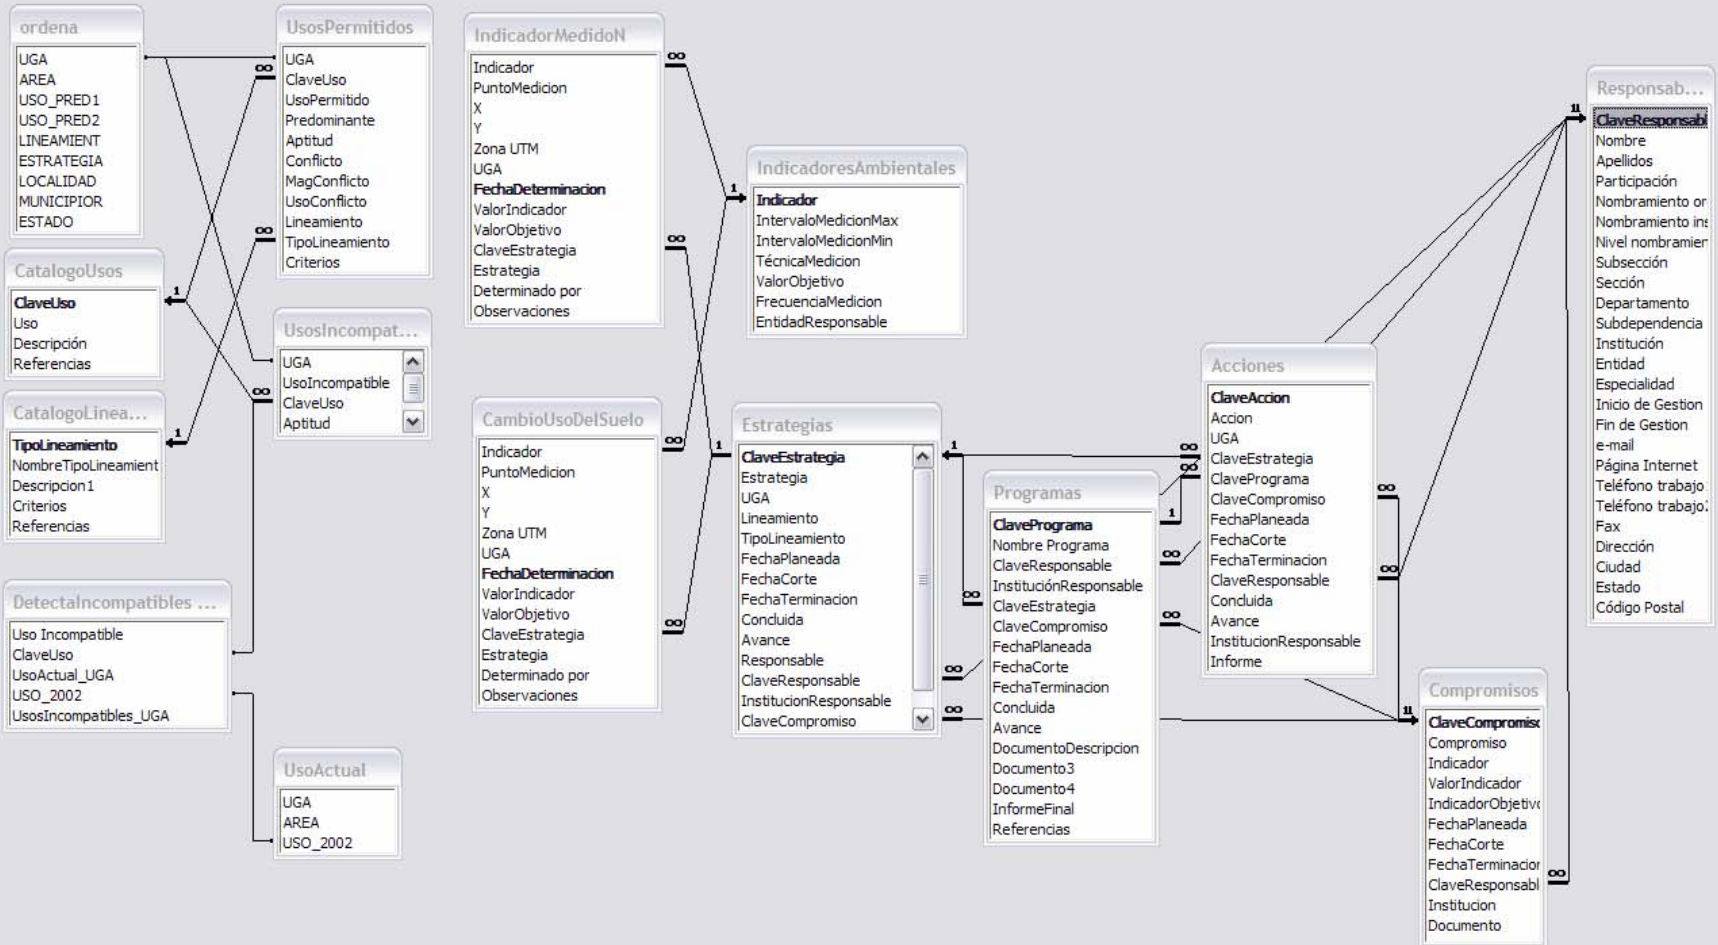 ordena
UGA
AREA
USO_PRED1
USO_PRED2
LINEAMIENT
ESTRATEGIA
LOCALIDAD
MUNICIPIOR
ESTADO
UsosPermitidos
UGA
ClaveUso
UsoPermitido
Predominante
Aptitud
Conflicto
MagConflicto
UsoConflicto
Lineamiento
TipoLineamiento
Criterios
CatalogoUsos
ClaveUso
Uso
Descripción
Referencias
UsosIncompat...
UGA
UsoIncompatible
ClaveUso
Aptitud
CatalogoLinea...
TipoLineamiento
NombreTipoLineamient
Descripcion1
Criterios
Referencias
DetectaIncompatibles ...
Uso Incompatible
ClaveUso
UsoActual_UGA
USO_2002
UsosIncompatibles_UGA
UsoActual
UGA
AREA
USO_2002
IndicadorMedidoN
Indicador
PuntoMedicion
X
Y
Zona UTM
UGA
FechaDeterminacion
ValorIndicador
ValorObjetivo
ClaveEstrategia
Estrategia
Determinado por
Observaciones
IndicadoresAmbientales
Indicador
IntervaloMedicionMax
IntervaloMedicionMin
TécnicaMedicion
ValorObjetivo
FrecuenciaMedicion
EntidadResponsable
CambioUsoDelSuelo
Indicador
PuntoMedicion
X
Y
Zona UTM
UGA
FechaDeterminacion
ValorIndicador
ValorObjetivo
ClaveEstrategia
Estrategia
Determinado por
Observaciones
Estrategias
ClaveEstrategia
Estrategia
UGA
Lineamiento
TipoLineamiento
FechaPlaneada
FechaCorte
FechaTerminacion
Concluida
Avance
Responsable
ClaveResponsable
InstitucionResponsable
ClaveCompromiso
Programas
ClavePrograma
Nombre Programa
ClaveResponsable
InstituciónResponsable
ClaveEstrategia
ClaveCompromiso
FechaPlaneada
FechaCorte
FechaTerminacion
Concluida
Avance
DocumentoDescripcion
Documento3
Documento4
InformeFinal
Referencias
Acciones
ClaveAccion
Accion
UGA
ClaveEstrategia
ClavePrograma
ClaveCompromiso
FechaPlaneada
FechaCorte
FechaTerminacion
ClaveResponsable
Concluida
Avance
InstitucionResponsable
Informe
Compromisos
ClaveCompromiso
Compromiso
Indicador
ValorIndicador
IndicadorObjetivo
FechaPlaneada
FechaCorte
FechaTerminacion
ClaveResponsabl
Institucion
Documento
Responsab...
ClaveResponsabl
Nombre
Apellidos
Participación
Nombramiento or
Nombramiento ins
Nivel nombramien
Subsección
Sección
Departamento
Subdependencia
Institución
Entidad
Especialidad
Inicio de Gestion
Fin de Gestion
e-mail
Página Internet
Teléfono trabajo
Teléfono trabajo2
Fax
Dirección
Ciudad
Estado
Código Postal